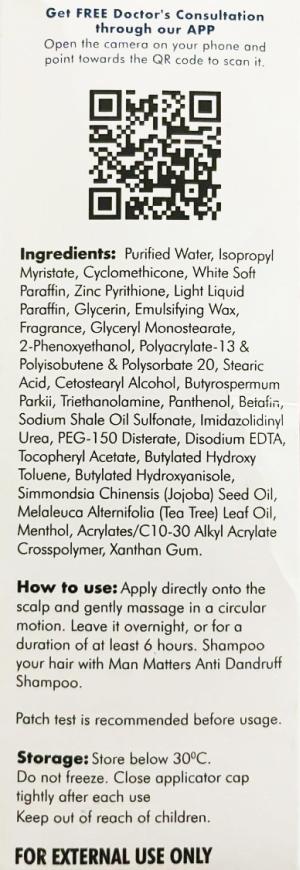 Get FREE Doctor's Consultation
through our APP
Open the camera on your phone and
point towards the QR code to scan it.
Ingredients: Purified Water, Isopropyl
Myristate, Cyclomethicone, White Soft
Paraffin, Zinc Pyrithione, Light Liquid
Paraffin, Glycerin, Emulsifying Wax,
Fragrance, Glyceryl Monostearate,
2-Phenoxyethanol, Polyacrylate-13 &
Polyisobutene & Polysorbate 20, Stearic
Acid, Cetostearyl Alcohol, Butyrospermum
Parkii, Triethanolamine, Panthenol, Betafin,
Sodium Shale Oil Sulfonate, Imidazolidinyl
Urea, PEG-150 Disterate, Disodium EDTA,
Tocopheryl Acetate, Butylated Hydroxy
Toluene, Butylated Hydroxyanisole,
Simmondsia Chinensis (Jojoba) Seed Oil,
Melaleuca Alternifolia (Tea Tree) Leaf Oil,
Menthol, Acrylates/C10-30 Alkyl Acrylate
Crosspolymer, Xanthan Gum.
How to use: Apply directly onto the
scalp and gently massage in a circular
motion. Leave it overnight, or for a
duration of at least 6 hours. Shampoo
your hair with Man Matters Anti Dandruff
Shampoo.
Patch test is recommended before usage.
Storage: Store below 30⁰C.
Do not freeze. Close applicator cap
tightly after each use
Keep out of reach of children.
FOR EXTERNAL USE ONLY